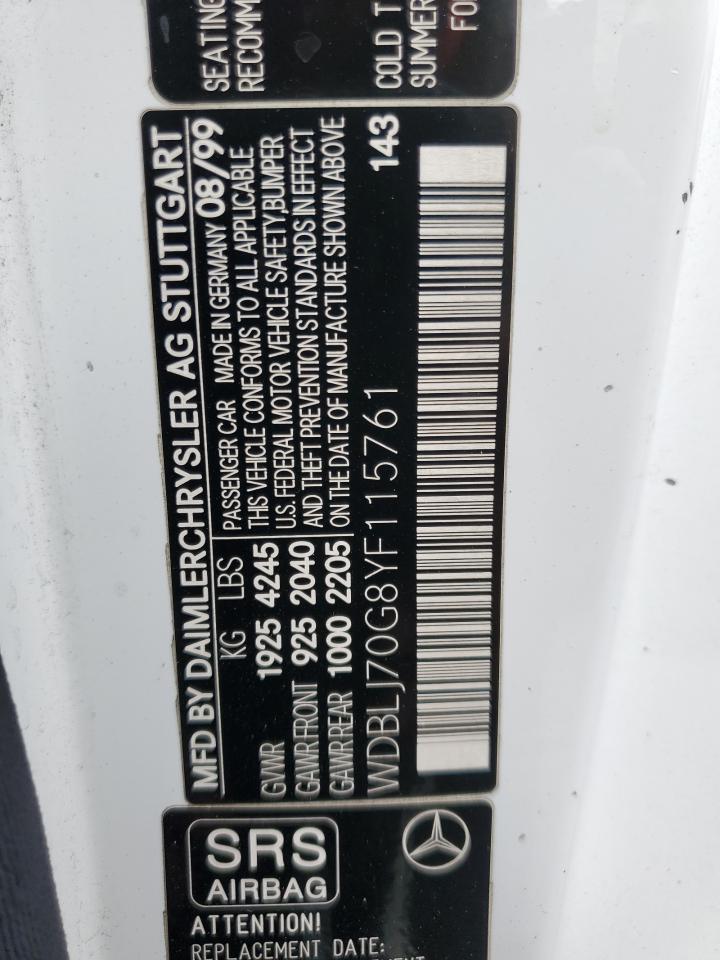 SEATING
RECOMM
COLD T
SUMMER
FO
MFD BY DAIMLERCHRYSLER AG STUTTGART
KG LBS PASSENGER CAR MADE IN GERMANY 08/99
THIS VEHICLE CONFORMS TO ALL APPLICABLE
GVWR 1925 4245 U.S. FEDERAL MOTOR VEHICLE SAFETY,BUMPER
GAWR FRONT 925 2040 AND THEFT PREVENTION STANDARDS IN EFFECT
GAWR REAR 1000 2205 ON THE DATE OF MANUFACTURE SHOWN ABOVE
WDBLJ70G8YF115761 143
SRS
AIRBAG
ATTENTION!
REPLACEMENT DATE: